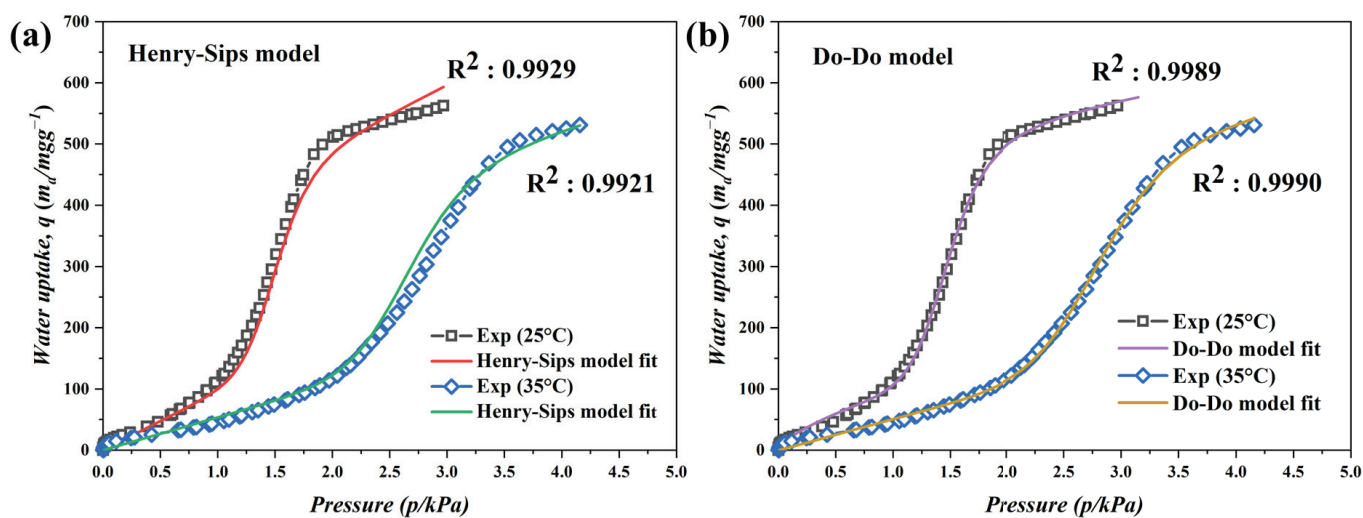 (a)
Henry-Sips model
R² : 0.9929
R² : 0.9921
Exp (25°C)
Henry-Sips model fit
Exp (35°C)
Henry-Sips model fit
Water uptake, q (mₐ/mgg⁻¹)
700
600
500
400
300
200
100
0
0.0 0.5 1.0 1.5 2.0 2.5 3.0 3.5 4.0 4.5 5.0
Pressure (p/kPa)
(b)
Do-Do model
R² : 0.9989
R² : 0.9990
Exp (25°C)
Do-Do model fit
Exp (35°C)
Do-Do model fit
Water uptake, q (mₐ/mgg⁻¹)
700
600
500
400
300
200
100
0
0.0 0.5 1.0 1.5 2.0 2.5 3.0 3.5 4.0 4.5 5.0
Pressure (p/kPa)